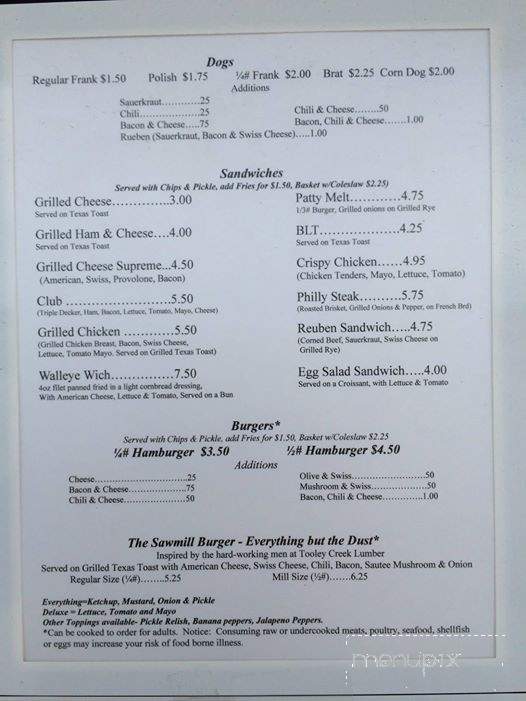 Dogs
Regular Frank $1.50 Polish $1.75 ¼# Frank $2.00 Brat $2.25 Corn Dog $2.00
Additions
Sauerkraut............25
Chili....................25
Bacon & Cheese.....75
Rueben (Sauerkraut, Bacon & Swiss Cheese).....1.00
Chili & Cheese........50
Bacon, Chili & Cheese.......1.00
Sandwiches
Served with Chips & Pickle, add Fries for $1.50, Basket w/Coleslaw $2.25)
Grilled Cheese..............3.00
Served on Texas Toast
Grilled Ham & Cheese....4.00
Served on Texas Toast
Grilled Cheese Supreme...4.50
(American, Swiss, Provolone, Bacon)
Club ..........................5.50
(Triple Decker, Ham, Bacon, Lettuce, Tomato, Mayo, Cheese)
Grilled Chicken ............5.50
(Grilled Chicken Breast, Bacon, Swiss Cheese,
Lettuce, Tomato Mayo. Served on Grilled Texas Toast)
Walleye Wich...............7.50
4oz filet panned fried in a light cornbread dressing,
With American Cheese, Lettuce & Tomato, Served on a Bun
Patty Melt............4.75
1/3# Burger, Grilled onions on Grilled Rye
BLT....................4.25
Served on Texas Toast
Crispy Chicken......4.95
(Chicken Tenders, Mayo, Lettuce, Tomato)
Philly Steak..........5.75
(Roasted Brisket, Grilled Onions & Pepper, on French Brd)
Reuben Sandwich.....4.75
(Corned Beef, Sauerkraut, Swiss Cheese on
Grilled Rye)
Egg Salad Sandwich.....4.00
Served on a Croissant, with Lettuce & Tomato
Burgers*
Served with Chips & Pickle, add Fries for $1.50, Basket w/Coleslaw $2.25
¼# Hamburger $3.50 ½# Hamburger $4.50
Additions
Cheese..............................25
Bacon & Cheese...................75
Chili & Cheese....................50
Olive & Swiss........................50
Mushroom & Swiss..................50
Bacon, Chili & Cheese.............1.00
The Sawmill Burger - Everything but the Dust*
Inspired by the hard-working men at Tooley Creek Lumber
Served on Grilled Texas Toast with American Cheese, Swiss Cheese, Chili, Bacon, Sautee Mushroom & Onion
Regular Size (¼#)........5.25 Mill Size (½#).......6.25
Everything=Ketchup, Mustard, Onion & Pickle
Deluxe = Lettuce, Tomato and Mayo
Other Toppings available- Pickle Relish, Banana peppers, Jalapeno Peppers.
*Can be cooked to order for adults. Notice: Consuming raw or undercooked meats, poultry, seafood, shellfish
or eggs may increase your risk of food borne illness.
menupix